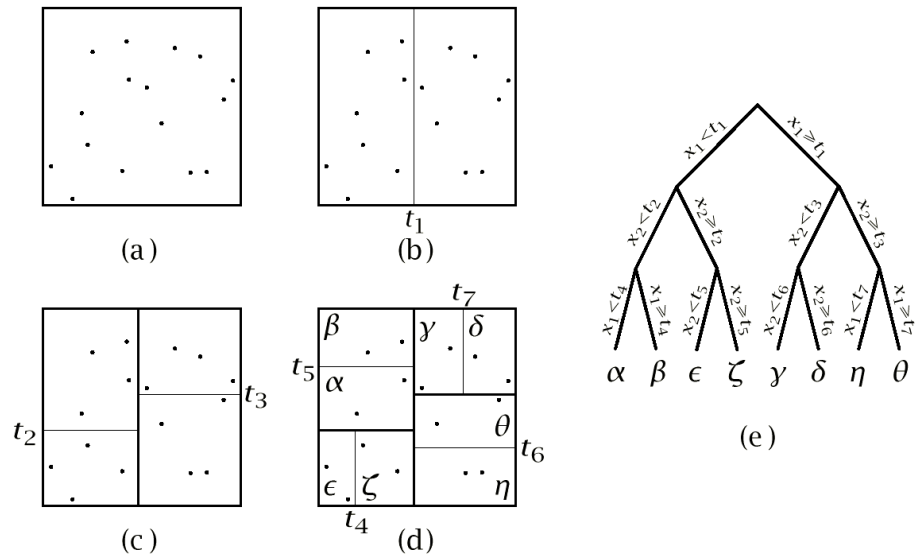 t₁
(a)
(b)
t₂
t₃
(c)
t₇
β
γ
δ
t₅
α
θ
t₆
ϵ
ζ
η
t₄
(d)
x₁<t₁
x₁≥t₁
x₂<t₂
x₂≥t₂
x₂<t₃
x₂≥t₃
x₁<t₄
x₁≥t₄
x₂<t₅
x₂≥t₅
x₂<t₆
x₂≥t₆
x₁<t₇
x₁≥t₇
α β ϵ ζ γ δ η θ
(e)